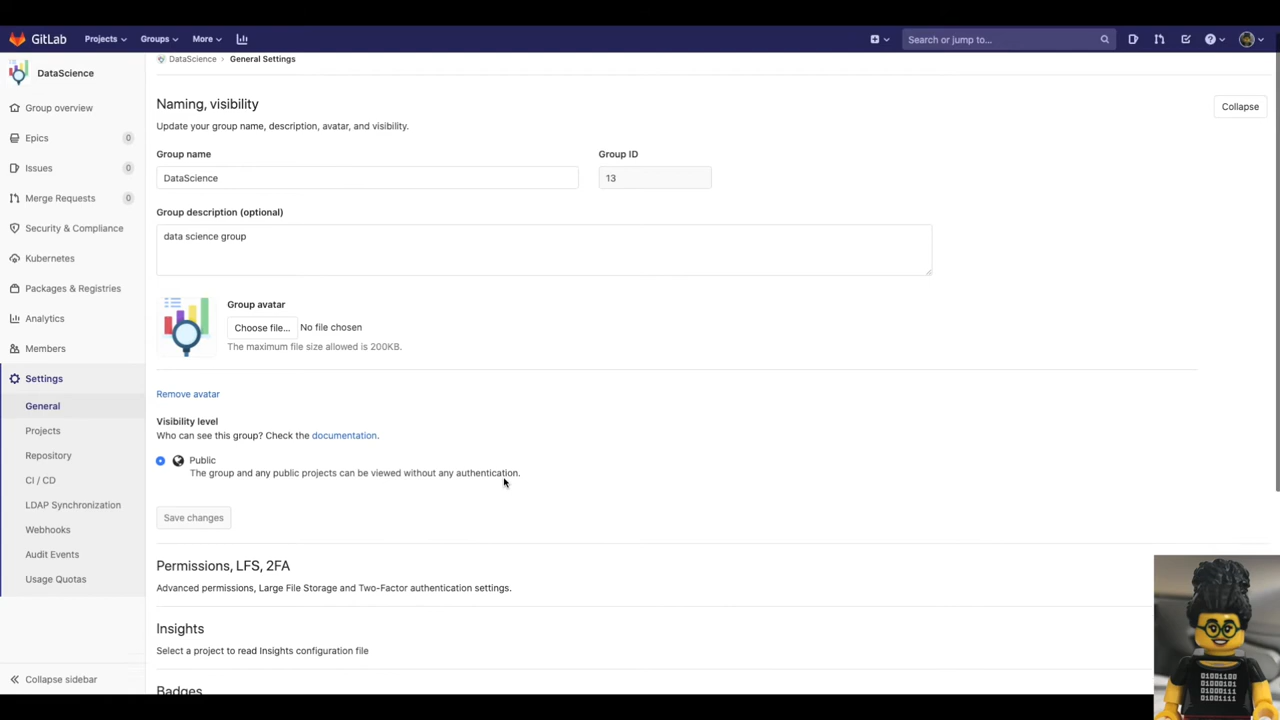 GitLab Projects Groups More Search or jump to...
DataScience
Group overview
Epics 0
Issues 0
Merge Requests 0
Security & Compliance
Kubernetes
Packages & Registries
Analytics
Members
Settings
General
Projects
Repository
CI / CD
LDAP Synchronization
Webhooks
Audit Events
Usage Quotas
Collapse sidebar
DataScience > General Settings
Naming, visibility
Collapse
Update your group name, description, avatar, and visibility.
Group name Group ID
DataScience 13
Group description (optional)
data science group
Group avatar
Choose file... No file chosen
The maximum file size allowed is 200KB.
Remove avatar
Visibility level
Who can see this group? Check the documentation.
Public
The group and any public projects can be viewed without any authentication.
Save changes
Permissions, LFS, 2FA
Advanced permissions, Large File Storage and Two-Factor authentication settings.
Insights
Select a project to read Insights configuration file
Badges
01001100
01000101
01000111
01001111